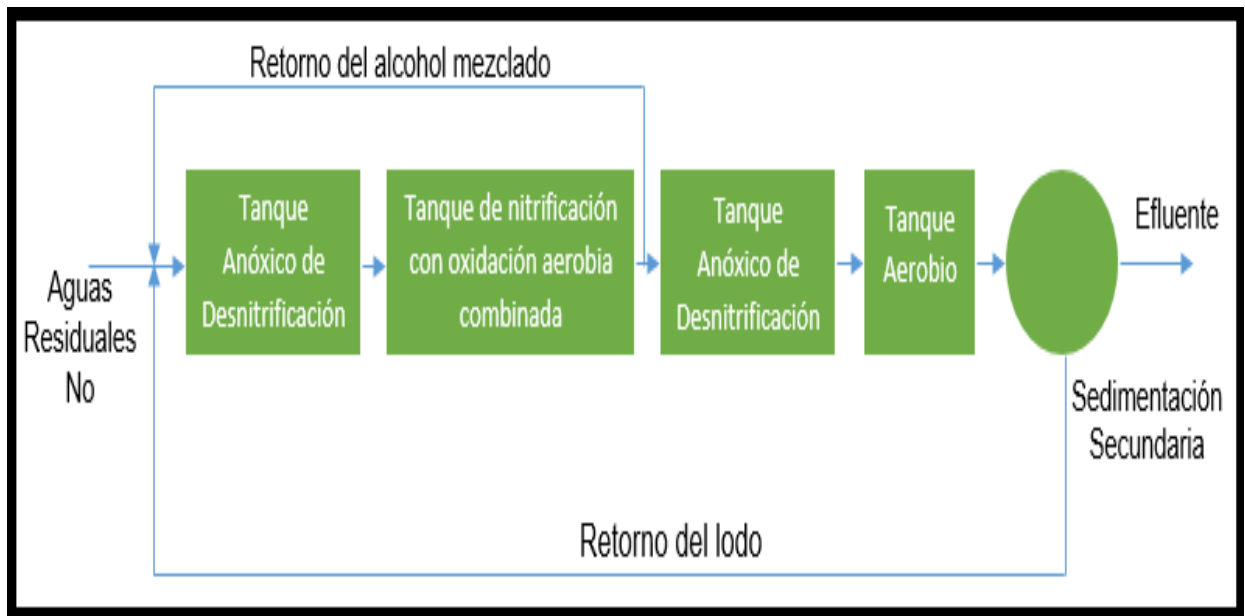 Retorno del alcohol mezclado
Aguas
Residuales
No
Tanque
Anóxico de
Desnitrificación
Tanque de nitrificación
con oxidación aerobia
combinada
Tanque
Anóxico de
Desnitrificación
Tanque
Aerobio
Efluente
Sedimentación
Secundaria
Retorno del lodo